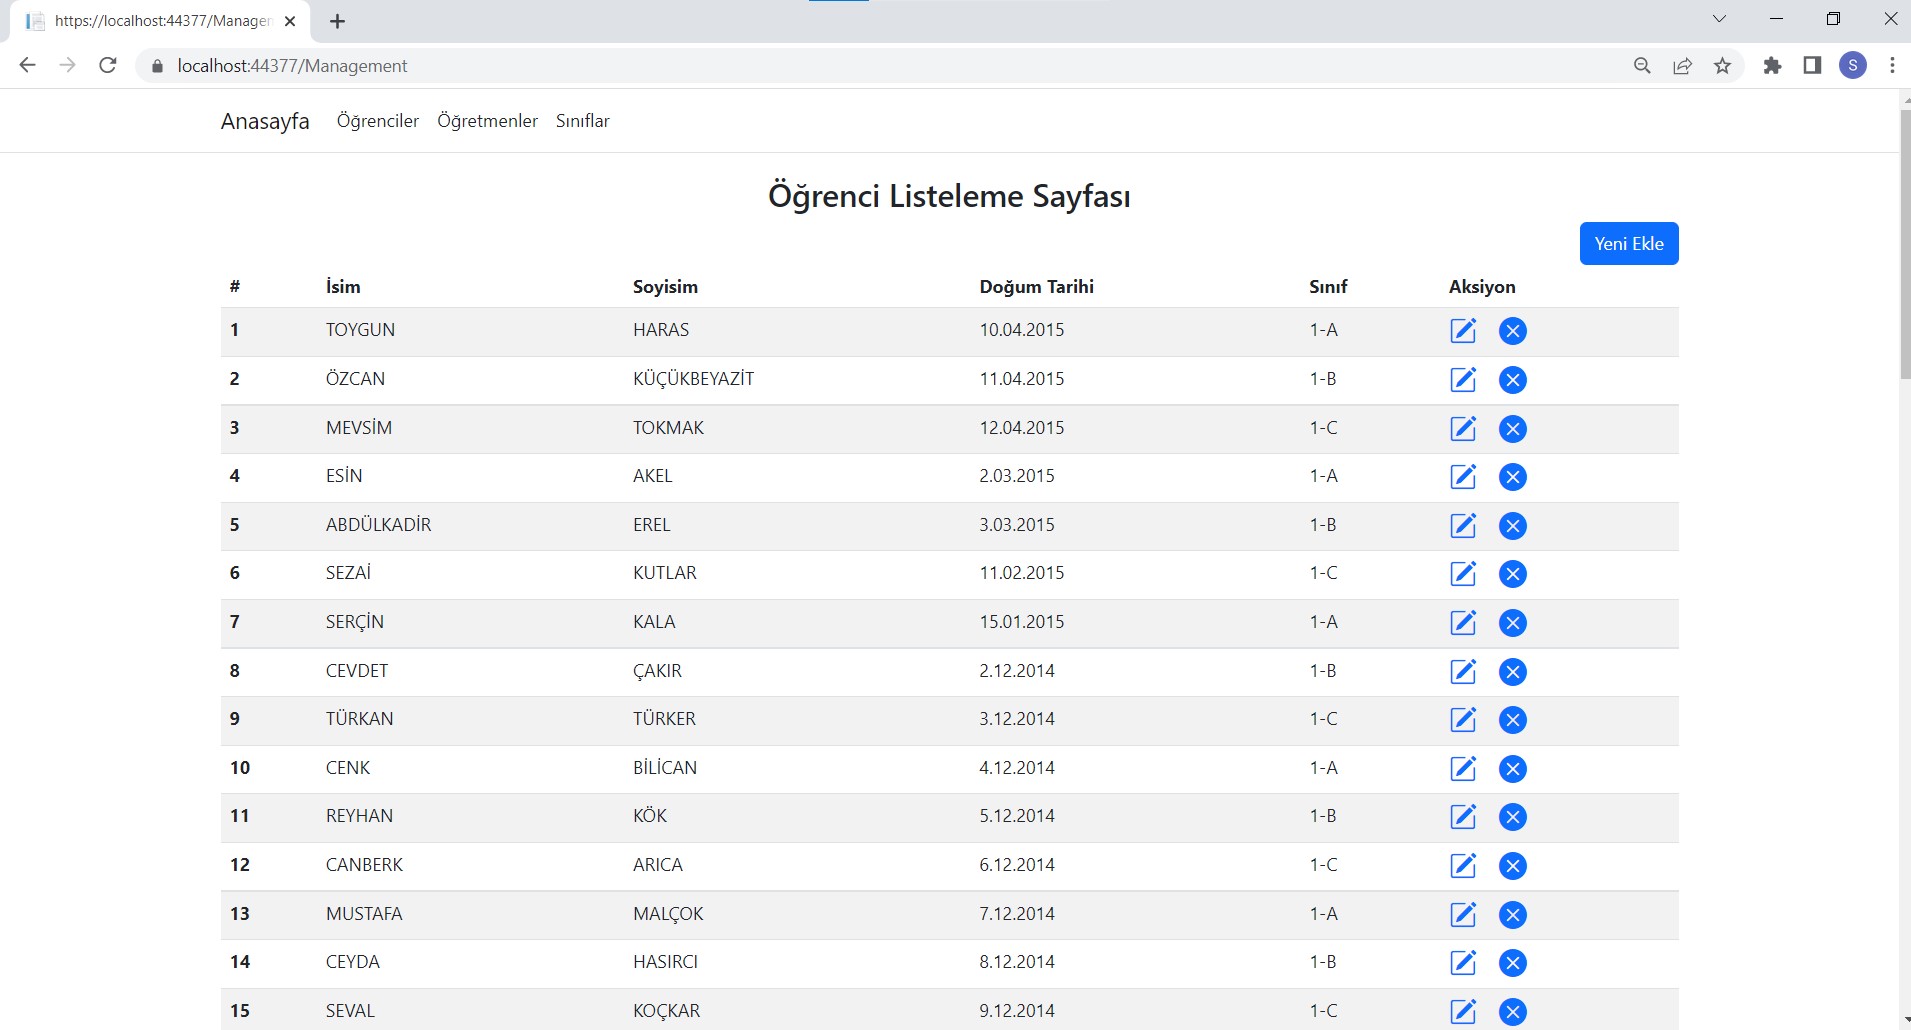 https://localhost:44377/Managen
localhost:44377/Management
S
Anasayfa Öğrenciler Öğretmenler Sınıflar
Öğrenci Listeleme Sayfası
Yeni Ekle
# İsim Soyisim Doğum Tarihi Sınıf Aksiyon
1 TOYGUN HARAS 10.04.2015 1-A
2 ÖZCAN KÜÇÜKBEYAZİT 11.04.2015 1-B
3 MEVSİM TOKMAK 12.04.2015 1-C
4 ESİN AKEL 2.03.2015 1-A
5 ABDÜLKADİR EREL 3.03.2015 1-B
6 SEZAİ KUTLAR 11.02.2015 1-C
7 SERÇİN KALA 15.01.2015 1-A
8 CEVDET ÇAKIR 2.12.2014 1-B
9 TÜRKAN TÜRKER 3.12.2014 1-C
10 CENK BİLİCAN 4.12.2014 1-A
11 REYHAN KÖK 5.12.2014 1-B
12 CANBERK ARICA 6.12.2014 1-C
13 MUSTAFA MALÇOK 7.12.2014 1-A
14 CEYDA HASIRCI 8.12.2014 1-B
15 SEVAL KOÇKAR 9.12.2014 1-C